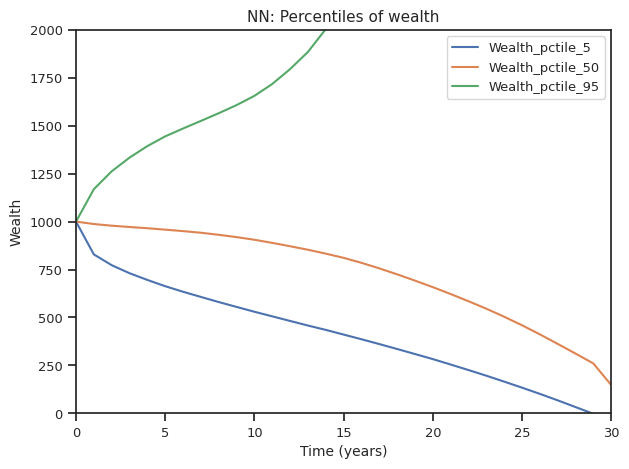 NN: Percentiles of wealth
Wealth_pctile_5
Wealth_pctile_50
Wealth_pctile_95
Wealth
2000
1750
1500
1250
1000
750
500
250
0
0 5 10 15 20 25 30
Time (years)